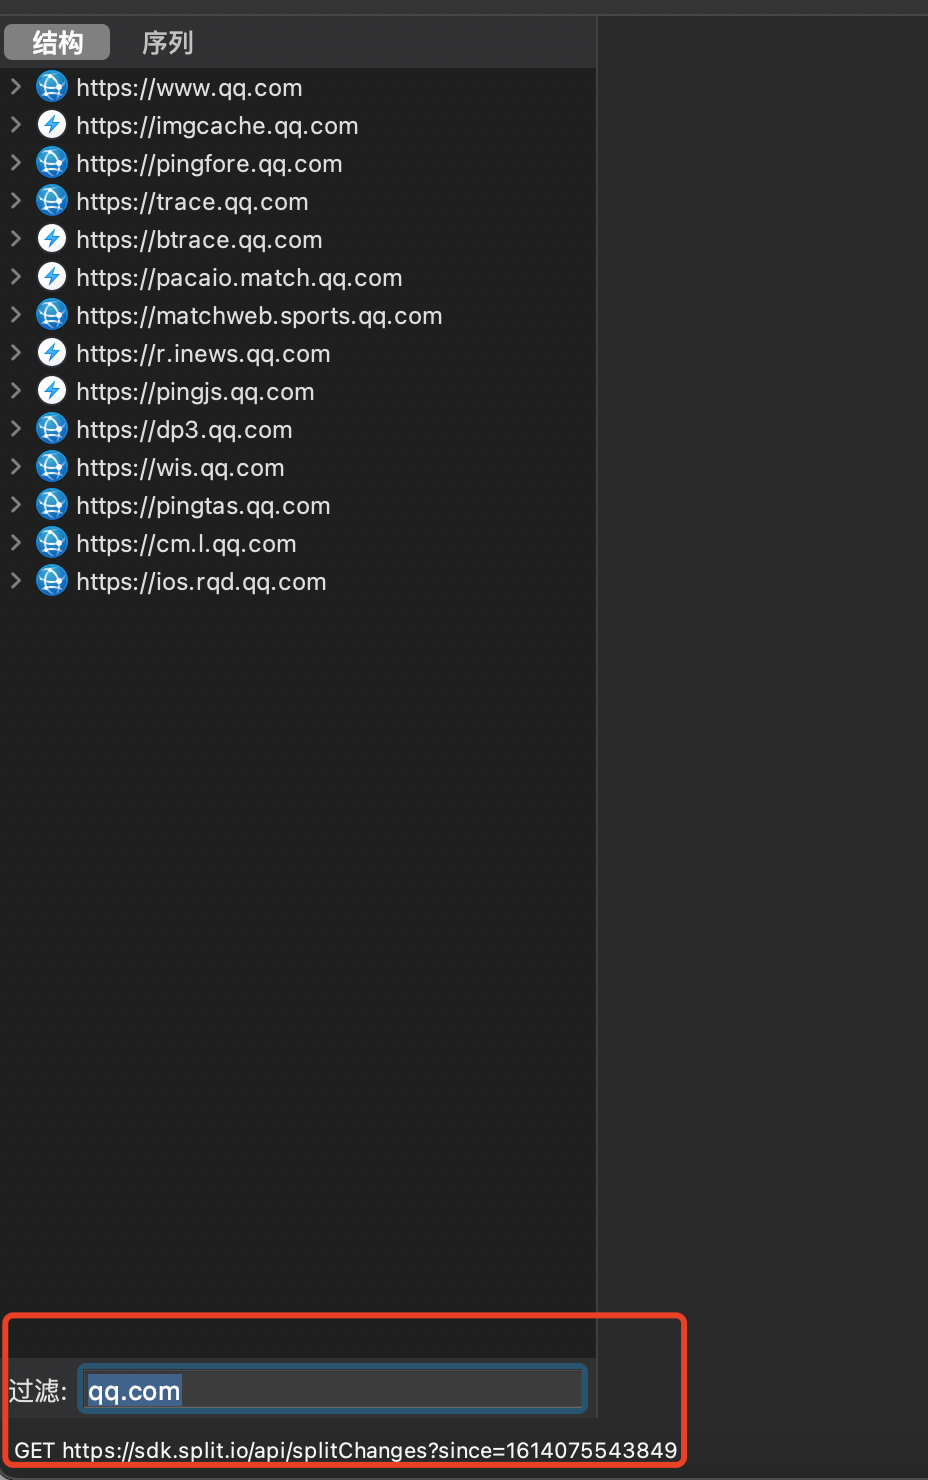 结构 序列
https://www.qq.com
https://imgcache.qq.com
https://pingfore.qq.com
https://trace.qq.com
https://btrace.qq.com
https://pacaio.match.qq.com
https://matchweb.sports.qq.com
https://r.inews.qq.com
https://pingjs.qq.com
https://dp3.qq.com
https://wis.qq.com
https://pingtas.qq.com
https://cm.l.qq.com
https://ios.rqd.qq.com
过滤: qq.com
GET https://sdk.split.io/api/splitChanges?since=1614075543849